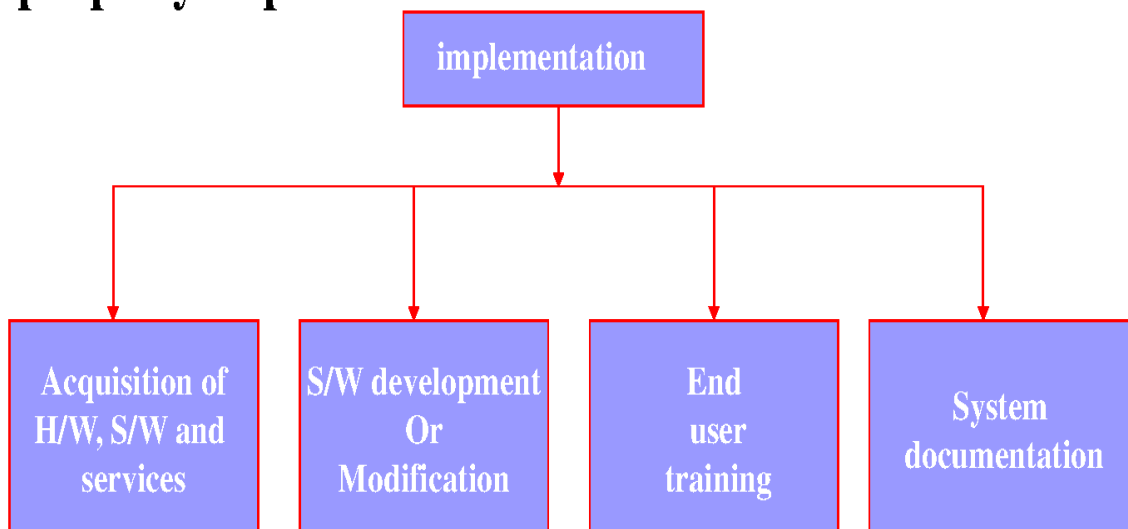 implementation
Acquisition of
H/W, S/W and
services
S/W development
Or
Modification
End
user
training
System
documentation